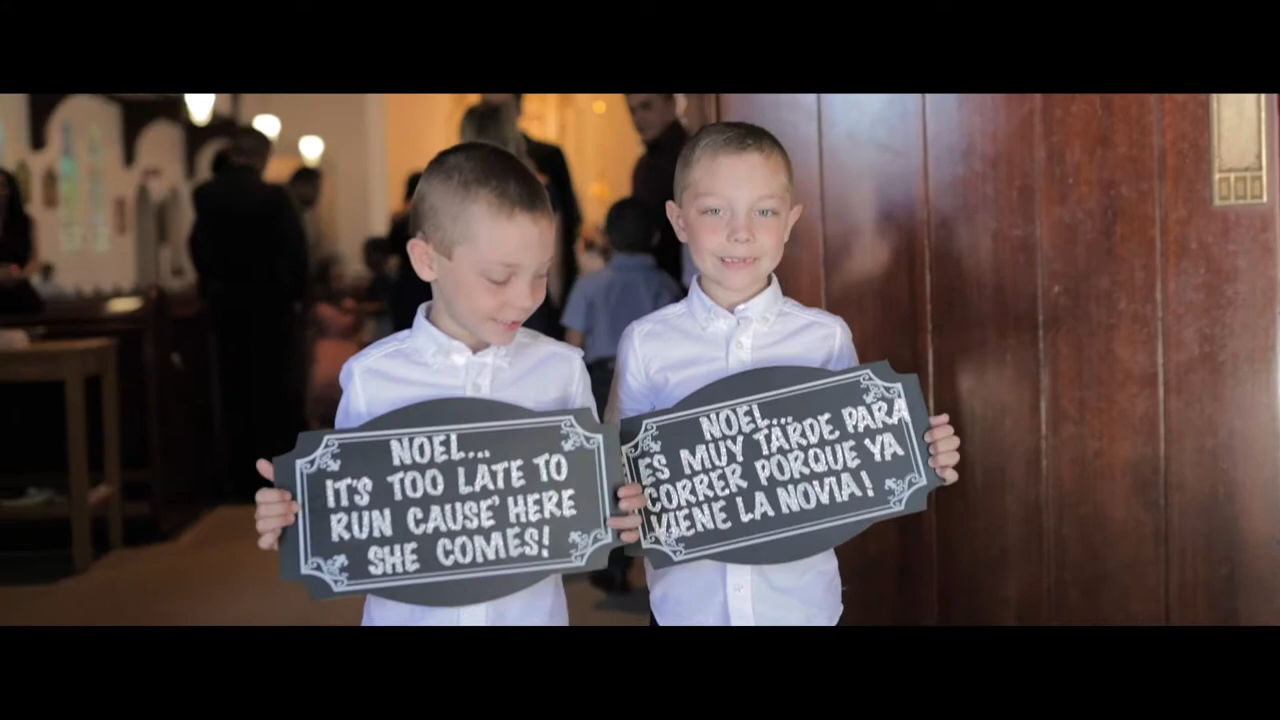 NOEL...
IT'S TOO LATE TO
RUN CAUSE' HERE
SHE COMES!
NOEL...
ES MUY TARDE PARA
CORRER PORQUE YA
VIENE LA NOVIA!